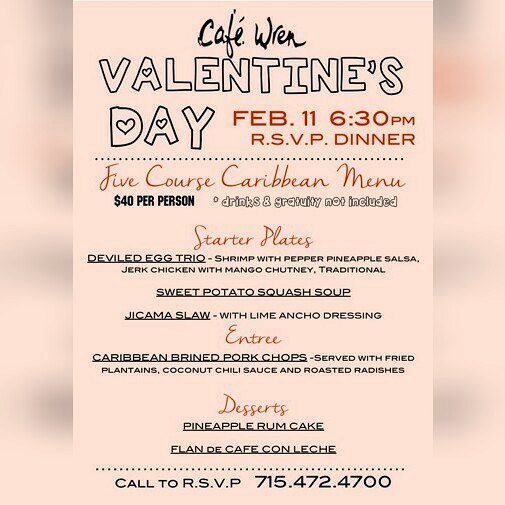 Café Wren
VALENTINE'S
DAY
FEB. 11 6:30PM
R.S.V.P. DINNER
Five Course Caribbean Menu
$40 PER PERSON * drinks & gratuity not included
Starter Plates
DEVILED EGG TRIO - SHRIMP WITH PEPPER PINEAPPLE SALSA,
JERK CHICKEN WITH MANGO CHUTNEY, TRADITIONAL
SWEET POTATO SQUASH SOUP
JICAMA SLAW - WITH LIME ANCHO DRESSING
Entree
CARIBBEAN BRINED PORK CHOPS -SERVED WITH FRIED
PLANTAINS, COCONUT CHILI SAUCE AND ROASTED RADISHES
Desserts
PINEAPPLE RUM CAKE
FLAN DE CAFE CON LECHE
CALL TO R.S.V.P 715.472.4700